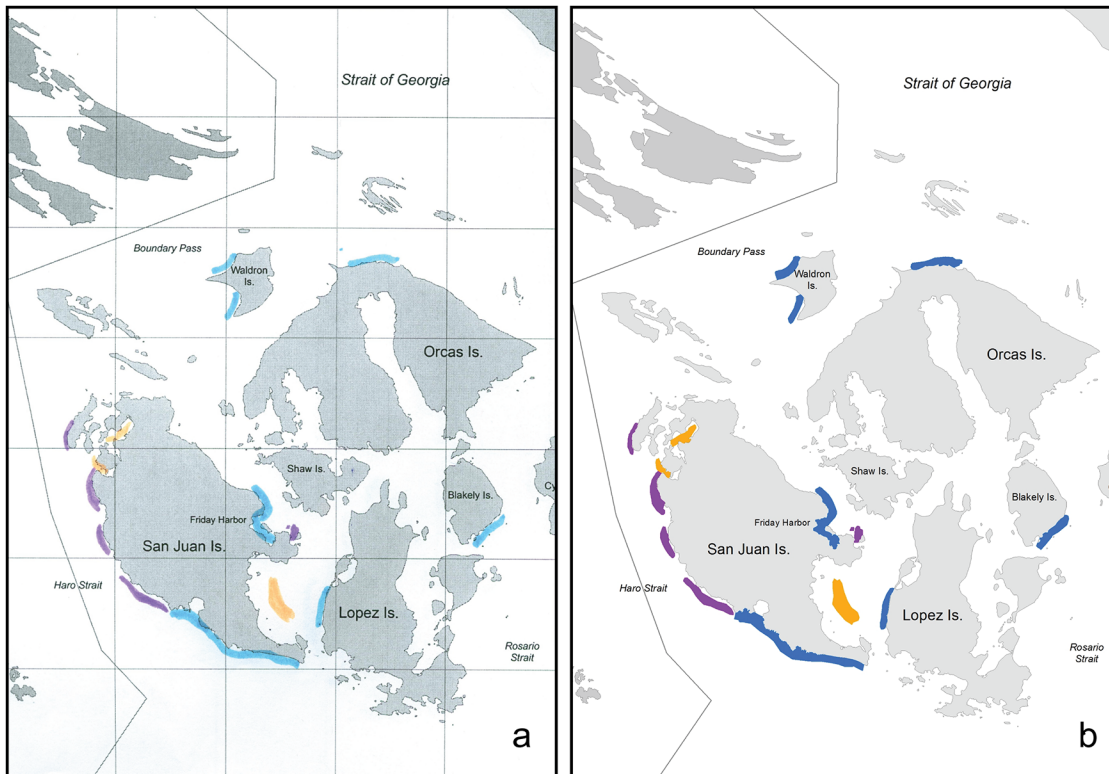 Strait of Georgia
Boundary Pass
Waldron
Is.
Orcas Is.
Shaw Is.
Blakely Is.
Cy
Friday Harbor
San Juan Is.
Haro Strait
Lopez Is.
Rosario
Strait
a
Strait of Georgia
Boundary Pass
Waldron
Is.
Orcas Is.
Shaw Is.
Blakely Is.
Friday Harbor
San Juan Is.
Haro Strait
Lopez Is.
Rosario
Strait
b